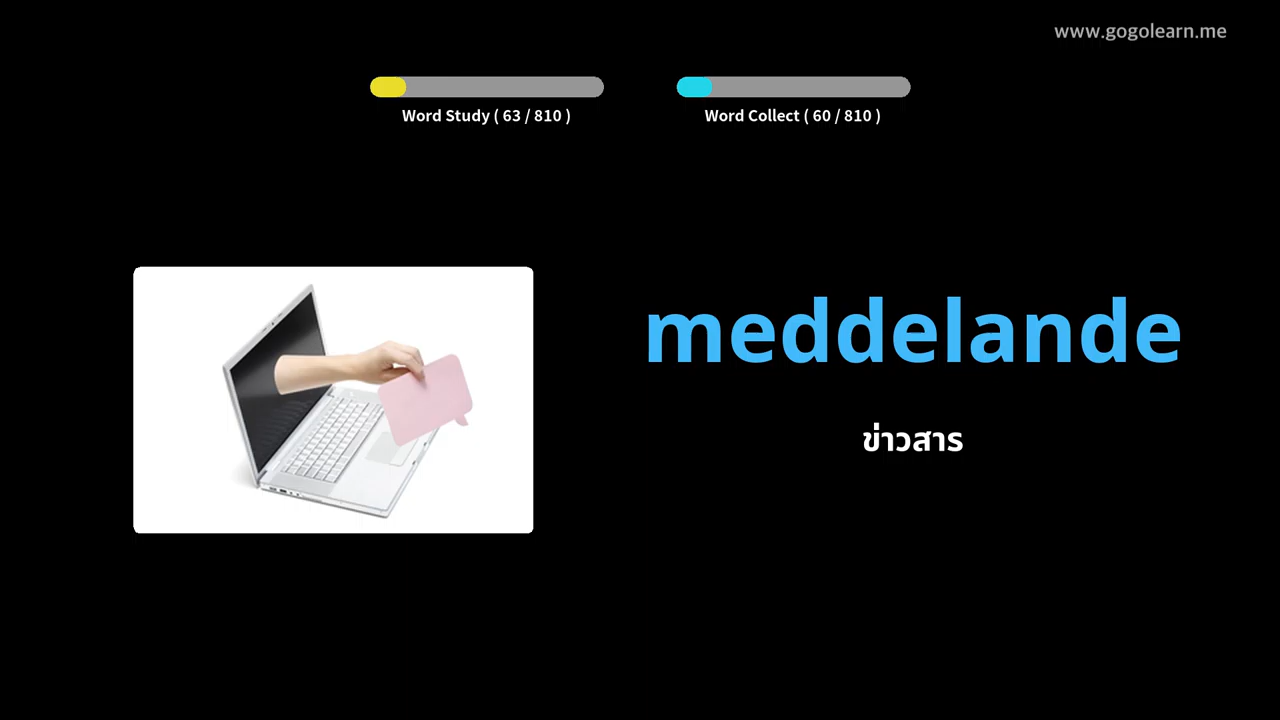 www.gogolearn.me
Word Study ( 63 / 810 )
Word Collect ( 60 / 810 )
meddelande
ข่าวสาร